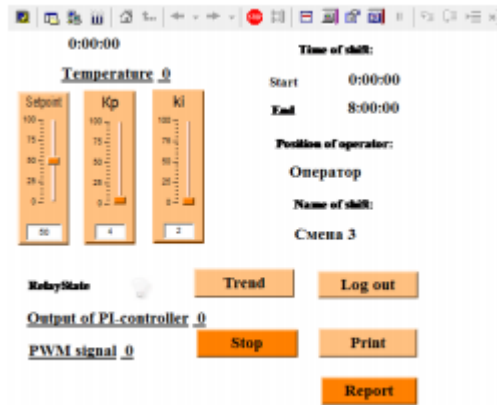 0:00:00
Temperature 0
Setpoint
100
75
50
25
0
50
Kp
100
75
50
25
0
4
ki
100
75
50
25
0
2
Time of shift:
Start 0:00:00
End 8:00:00
Position of operator:
Оператор
Name of shift:
Смена 3
RelayState
Trend
Log out
Output of PI-controller 0
PWM signal 0
Stop
Print
Report